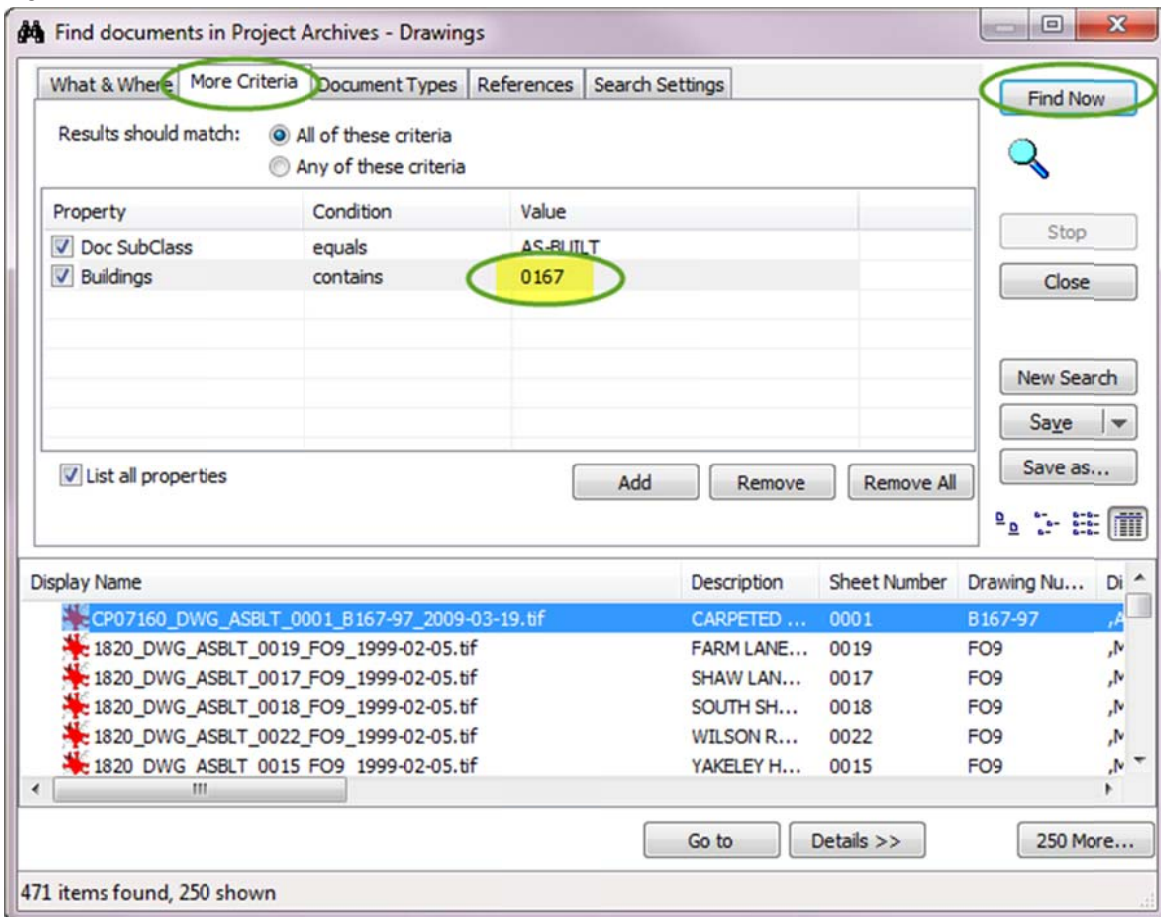 Find documents in Project Archives - Drawings
What & Where More Criteria Document Types References Search Settings
Find Now
Results should match: All of these criteria
Any of these criteria
Property Condition Value
Doc SubClass equals AS-BUILT
Buildings contains 0167
Stop
Close
New Search
Save
Save as...
List all properties Add Remove Remove All
Display Name Description Sheet Number Drawing Nu... Di
CP07160_DWG_ASBLT_0001_B167-97_2009-03-19.tif CARPETED ... 0001 B167-97 ,A
1820_DWG_ASBLT_0019_FO9_1999-02-05.tif FARM LANE... 0019 FO9 ,M
1820_DWG_ASBLT_0017_FO9_1999-02-05.tif SHAW LAN... 0017 FO9 ,M
1820_DWG_ASBLT_0018_FO9_1999-02-05.tif SOUTH SH... 0018 FO9 ,M
1820_DWG_ASBLT_0022_FO9_1999-02-05.tif WILSON R... 0022 FO9 ,M
1820_DWG_ASBLT_0015_FO9_1999-02-05.tif YAKELEY H... 0015 FO9 ,M
Go to Details >> 250 More...
471 items found, 250 shown